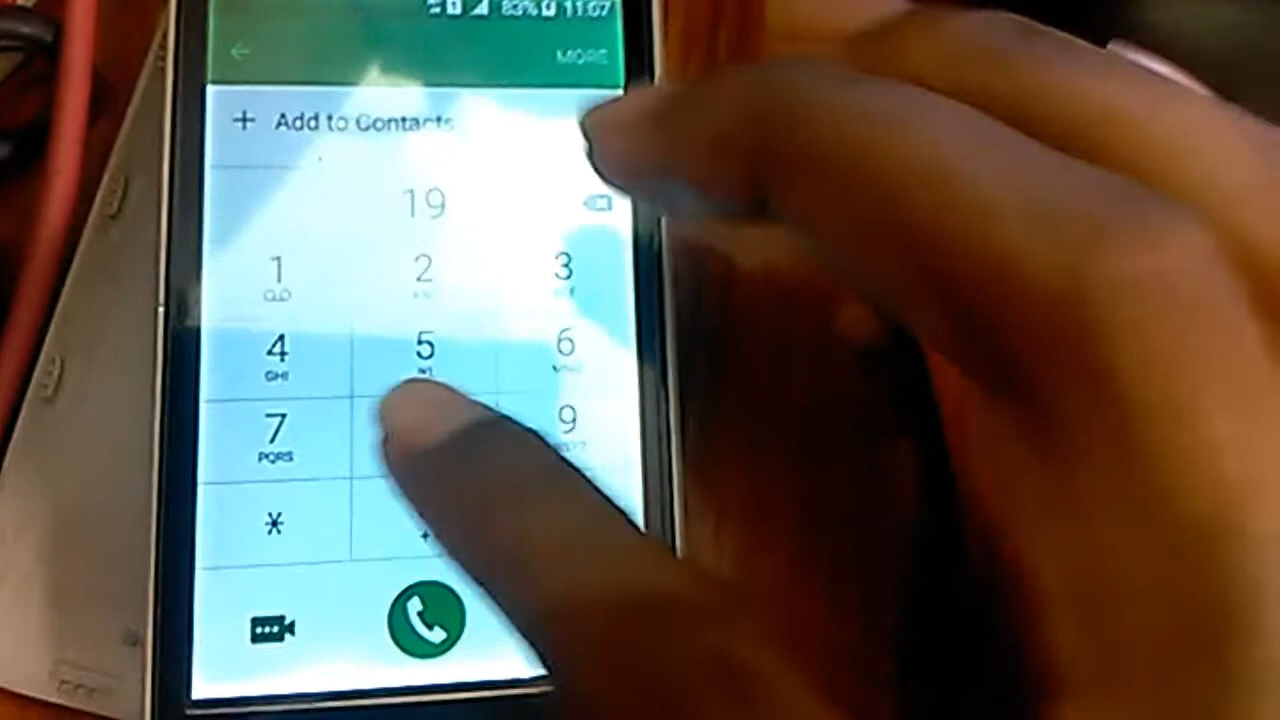 83% 11:07
MORE
+ Add to Contacts
19
1 2 3
4 5 6
GHI
7 9
PQRS
*
+